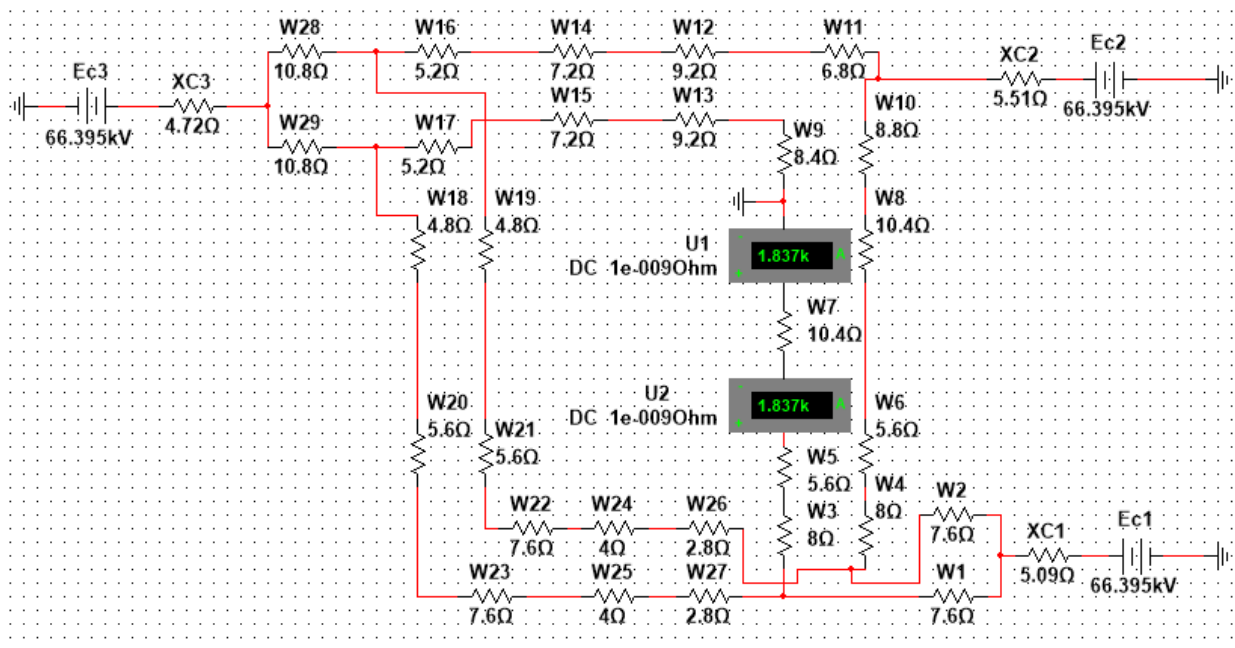 W28 W16 W14 W12 W11
10.8Ω 5.2Ω 7.2Ω 9.2Ω 6.8Ω
Ec3 XC3 XC2 Ec2
66.395kV 4.72Ω 5.51Ω 66.395kV
W29 W17 W15 W13
10.8Ω 5.2Ω 7.2Ω 9.2Ω
W9 W10
8.4Ω 8.8Ω
W18 W19 W8
4.8Ω 4.8Ω 10.4Ω
U1
DC 1e-009Ohm
- 1.837k A
+
W7
10.4Ω
U2
DC 1e-009Ohm
- 1.837k A
+
W20 W21 W6
5.6Ω 5.6Ω 5.6Ω
W5 W4 W2
5.6Ω 8Ω 7.6Ω
W22 W24 W26 W3
7.6Ω 4Ω 2.8Ω 8Ω
XC1 Ec1
5.09Ω 66.395kV
W23 W25 W27 W1
7.6Ω 4Ω 2.8Ω 7.6Ω